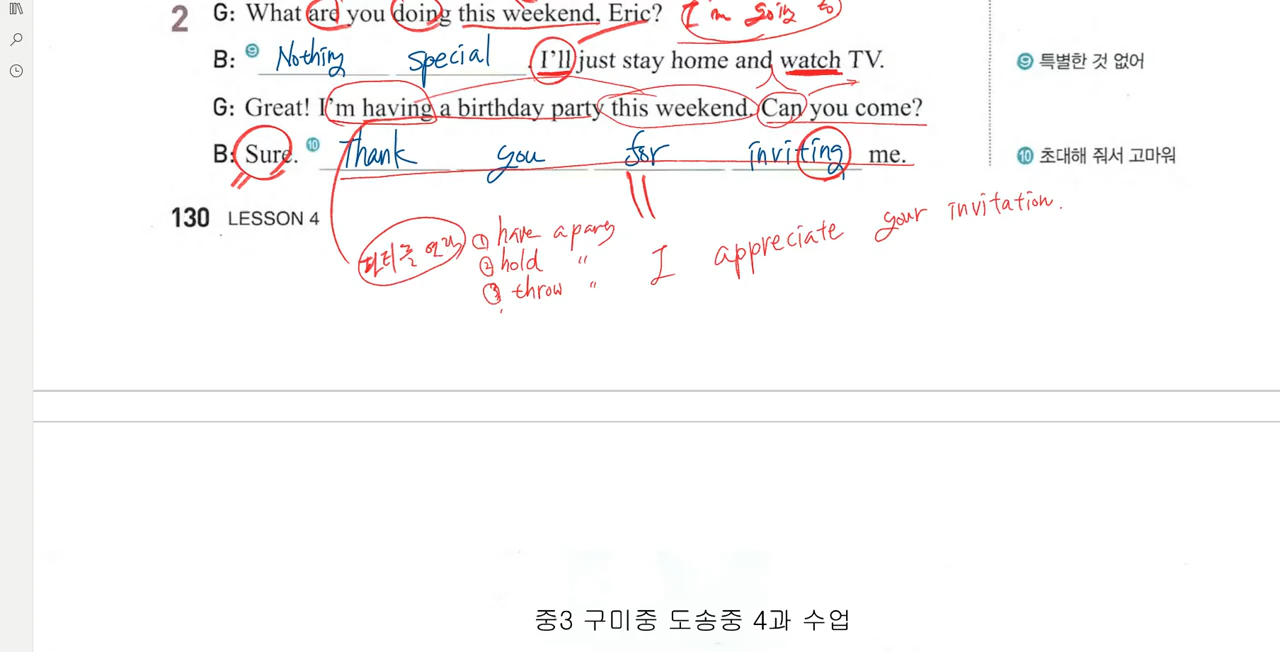 2 G: What are you doing this weekend, Eric? I'm going to
B: ⑨ Nothing special. I'll just stay home and watch TV.
⑨ 특별한 것 없어
G: Great! I'm having a birthday party this weekend. Can you come?
B: Sure. ⑩ Thank you for inviting me.
⑩ 초대해 줘서 고마워
130 LESSON 4
파티를 열다 ① have a party
② hold 〃
③ throw 〃
I appreciate your invitation.
중3 구미중 도송중 4과 수업